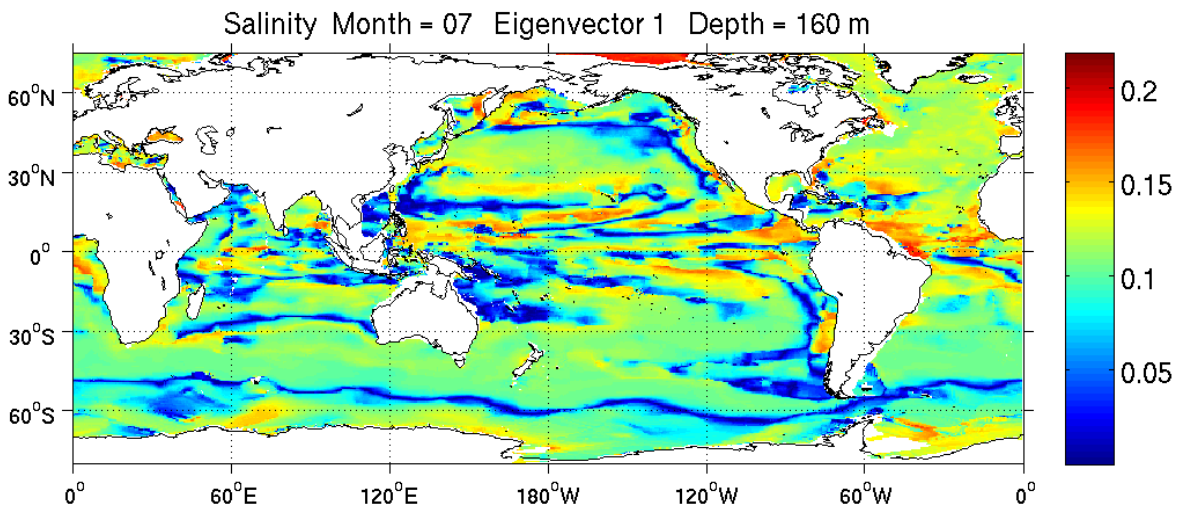 Salinity Month = 07 Eigenvector 1 Depth = 160 m
60°N
30°N
0°
30°S
60°S
0°
60°E
120°E
180°W
120°W
60°W
0°
0.2
0.15
0.1
0.05